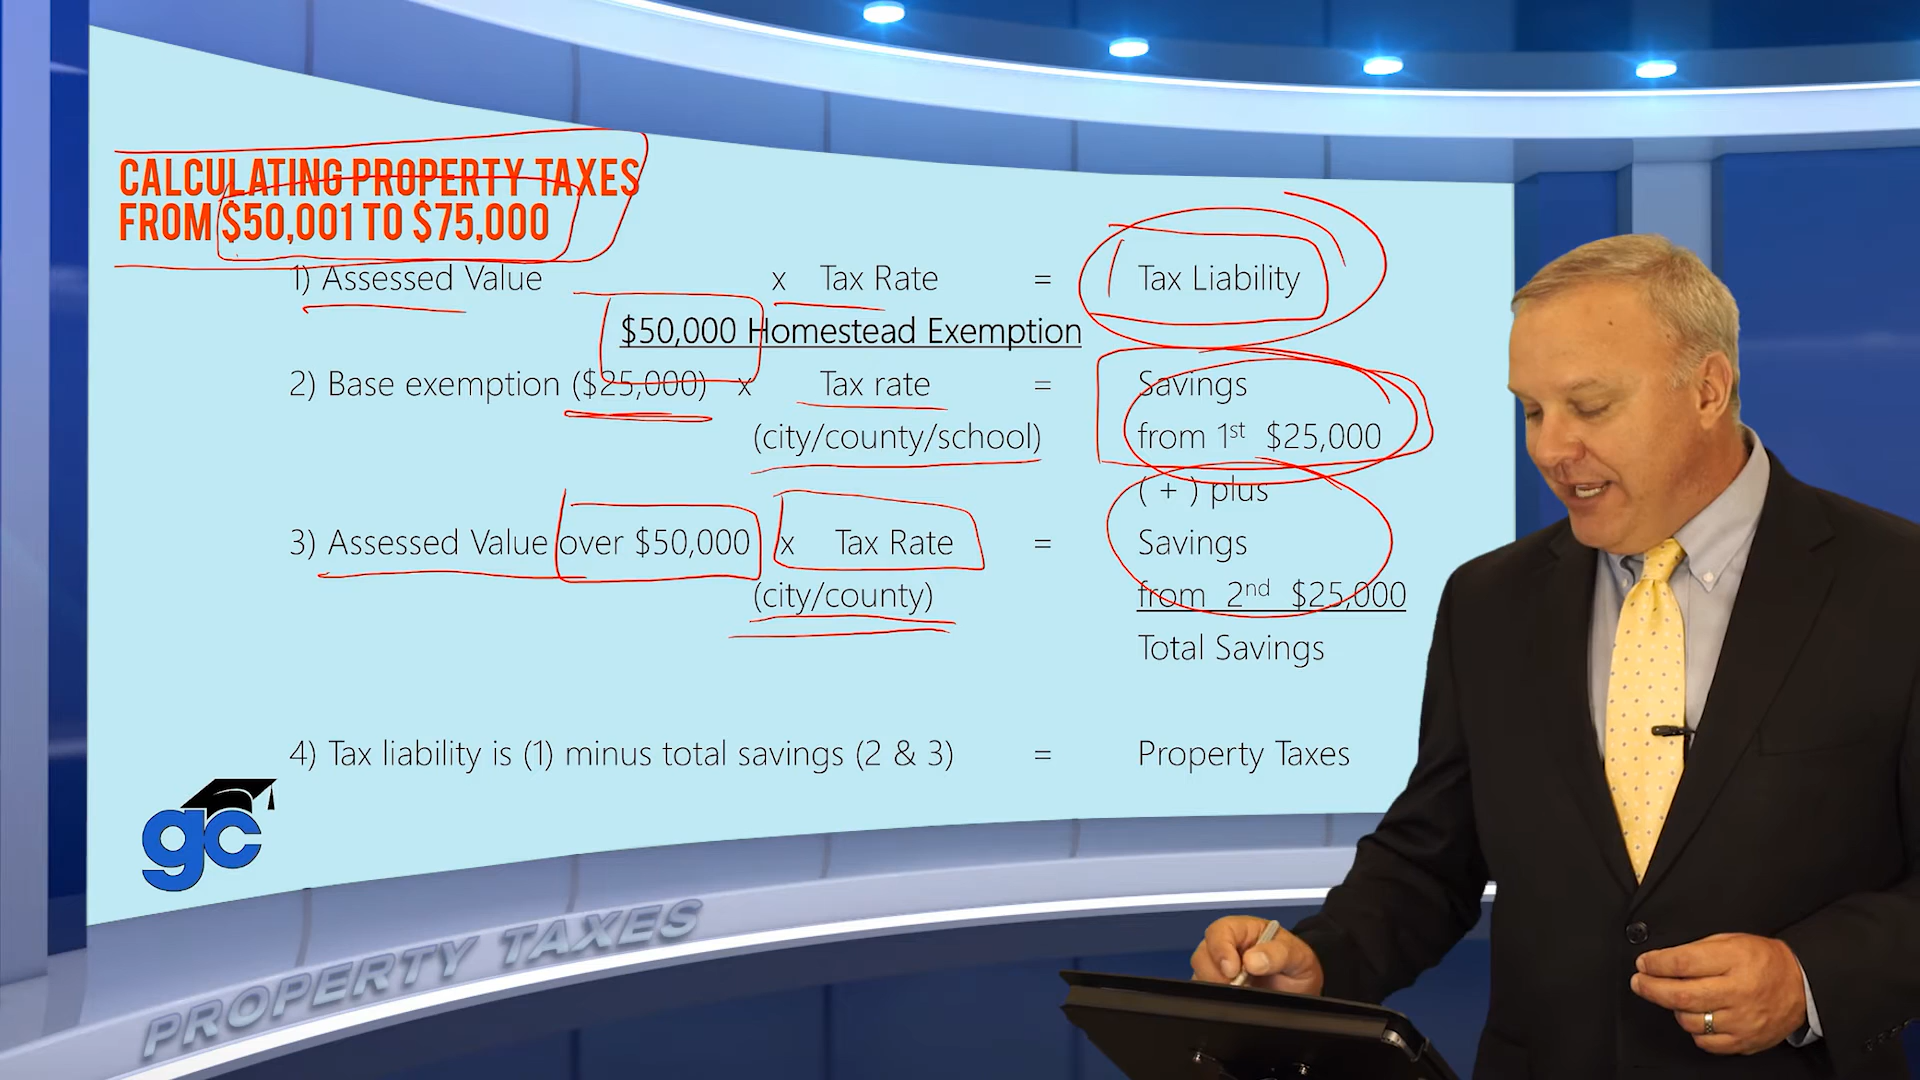 CALCULATING PROPERTY TAXES
FROM $50,001 TO $75,000
1) Assessed Value x Tax Rate = Tax Liability
$50,000 Homestead Exemption
2) Base exemption ($25,000) x Tax rate = Savings
(city/county/school) from 1st $25,000
( + ) plus
3) Assessed Value over $50,000 x Tax Rate = Savings
(city/county) from 2nd $25,000
Total Savings
4) Tax liability is (1) minus total savings (2 & 3) = Property Taxes
gc
PROPERTY TAXES